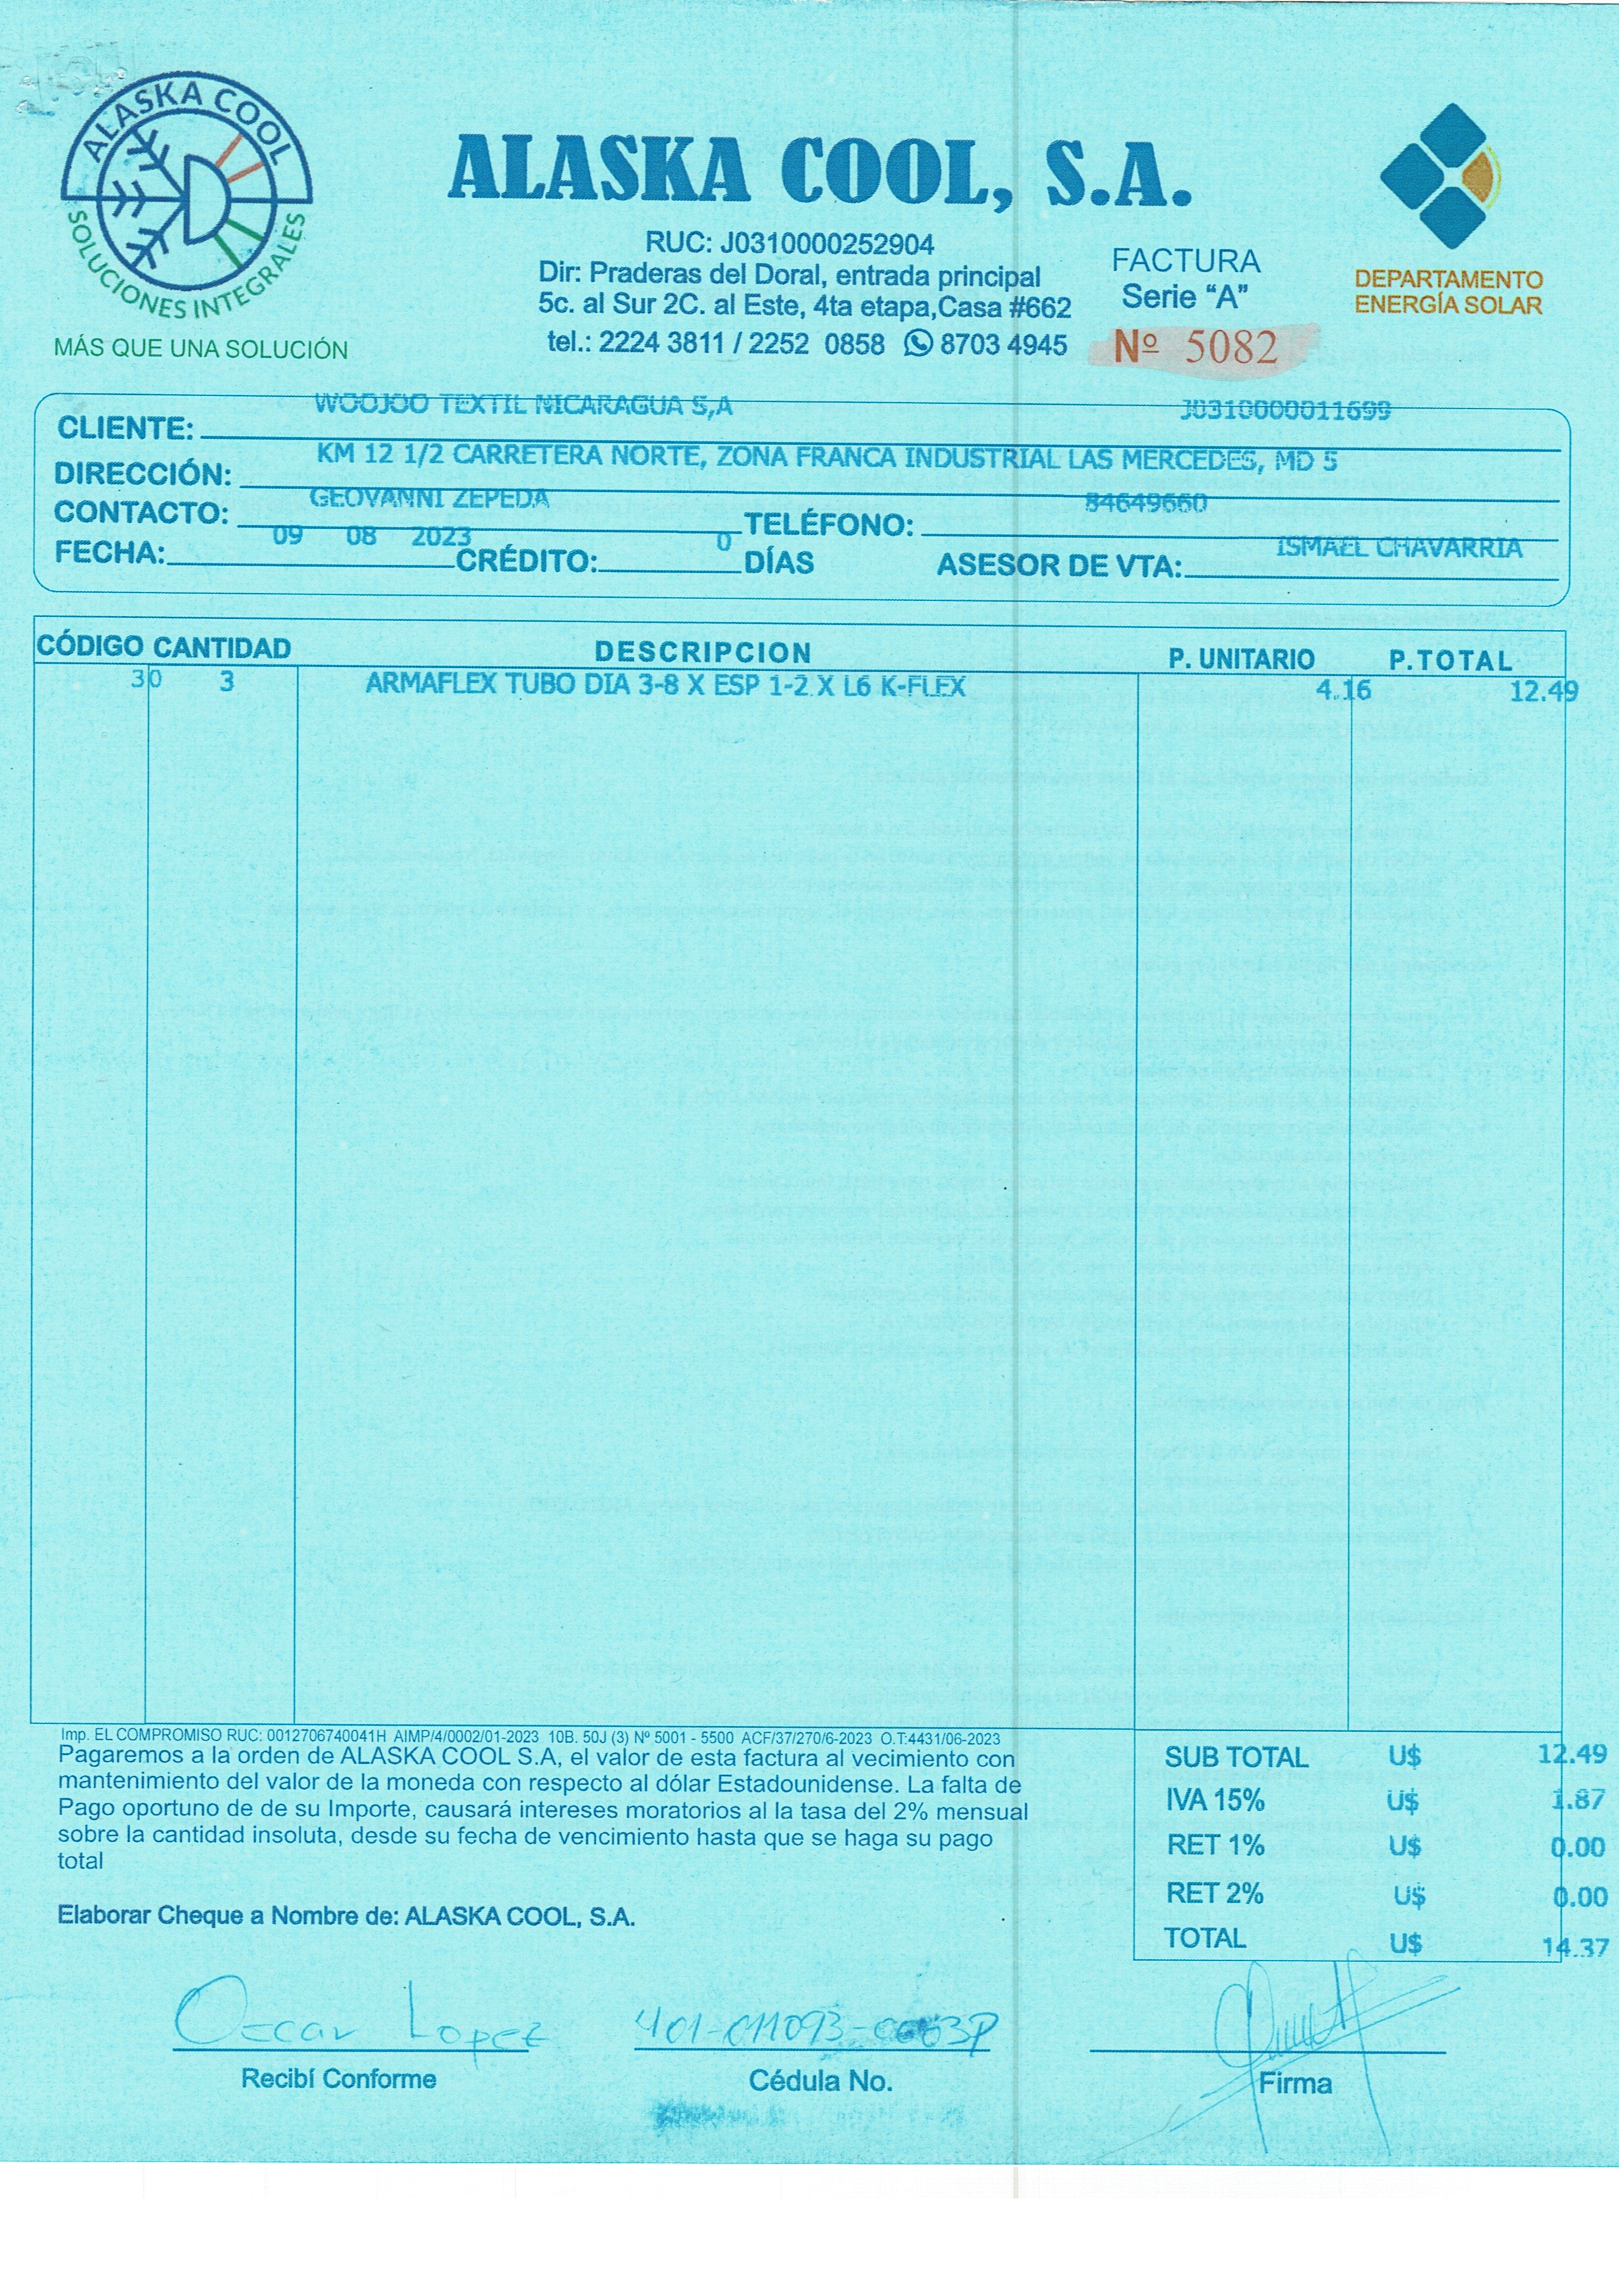 ALASKA COOL
SOLUCIONES INTEGRALES
MÁS QUE UNA SOLUCIÓN
ALASKA COOL, S.A.
RUC: J0310000252904
Dir: Praderas del Doral, entrada principal
5c. al Sur 2C. al Este, 4ta etapa,Casa #662
tel.: 2224 3811 / 2252 0858 8703 4945
FACTURA
Serie “A”
Nº 5082
DEPARTAMENTO
ENERGÍA SOLAR
CLIENTE: WOOJOO TEXTIL NICARAGUA S,A J0310000011699
DIRECCIÓN: KM 12 1/2 CARRETERA NORTE, ZONA FRANCA INDUSTRIAL LAS MERCEDES, MD 5
CONTACTO: GEOVANNI ZEPEDA TELÉFONO: 84649660
FECHA: 09 08 2023 CRÉDITO: 0 DÍAS ASESOR DE VTA: ISMAEL CHAVARRIA
CÓDIGO CANTIDAD DESCRIPCION P. UNITARIO P.TOTAL
30 3 ARMAFLEX TUBO DIA 3-8 X ESP 1-2 X L6 K-FLEX 4.16 12.49
Imp. EL COMPROMISO RUC: 0012706740041H AIMP/4/0002/01-2023 10B. 50J (3) Nº 5001 - 5500 ACF/37/270/6-2023 O.T:4431/06-2023
Pagaremos a la orden de ALASKA COOL S.A, el valor de esta factura al vecimiento con
mantenimiento del valor de la moneda con respecto al dólar Estadounidense. La falta de
Pago oportuno de de su Importe, causará intereses moratorios al la tasa del 2% mensual
sobre la cantidad insoluta, desde su fecha de vencimiento hasta que se haga su pago
total
Elaborar Cheque a Nombre de: ALASKA COOL, S.A.
SUB TOTAL U$ 12.49
IVA 15% U$ 1.87
RET 1% U$ 0.00
RET 2% U$ 0.00
TOTAL U$ 14.37
Oscar Lopez
Recibí Conforme
Cédula No.
Firma